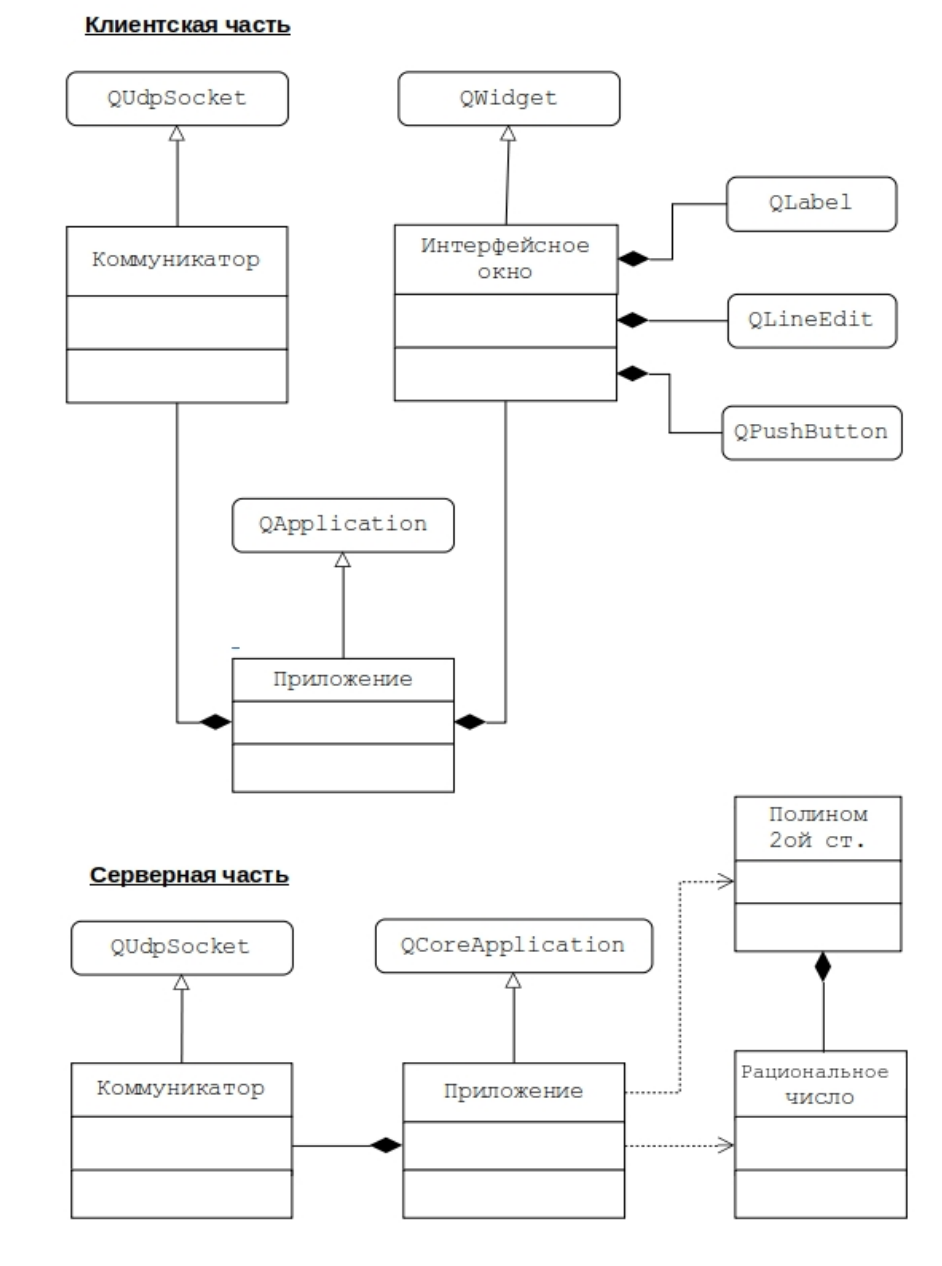 Клиентская часть
QUdpSocket
QWidget
QLabel
Коммуникатор
Интерфейсное
окно
QLineEdit
QPushButton
QApplication
Приложение
Полином
2ой ст.
Серверная часть
QUdpSocket
QCoreApplication
Коммуникатор
Приложение
Рациональное
число